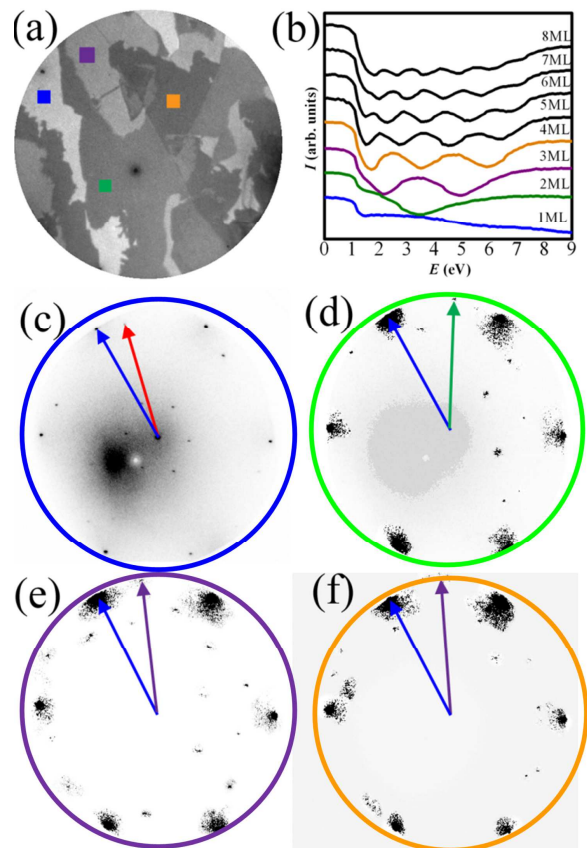 (a)
(b)
I (arb. units)
8ML
7ML
6ML
5ML
4ML
3ML
2ML
1ML
0 1 2 3 4 5 6 7 8 9
E (eV)
(c)
(d)
(e)
(f)